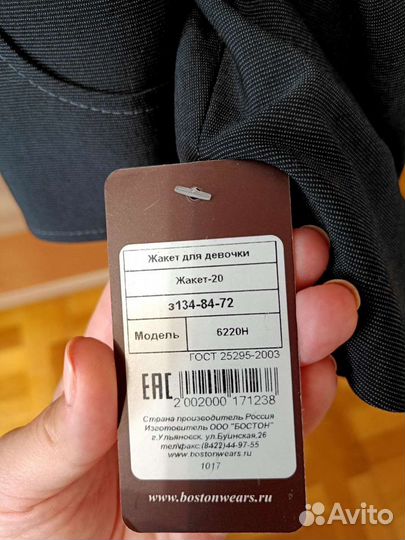 Жакет для девочки
Жакет-20
з134-84-72
Модель 6220Н
ГОСТ 25295-2003
ЕАС
2 002000 171238
Страна производитель Россия
Изготовитель ООО "БОСТОН"
г.Ульяновск, ул.Буинская,26
тел\факс:(8422)44-97-55
www.bostonwears.ru
1017
www.bostonwears.ru
Avito